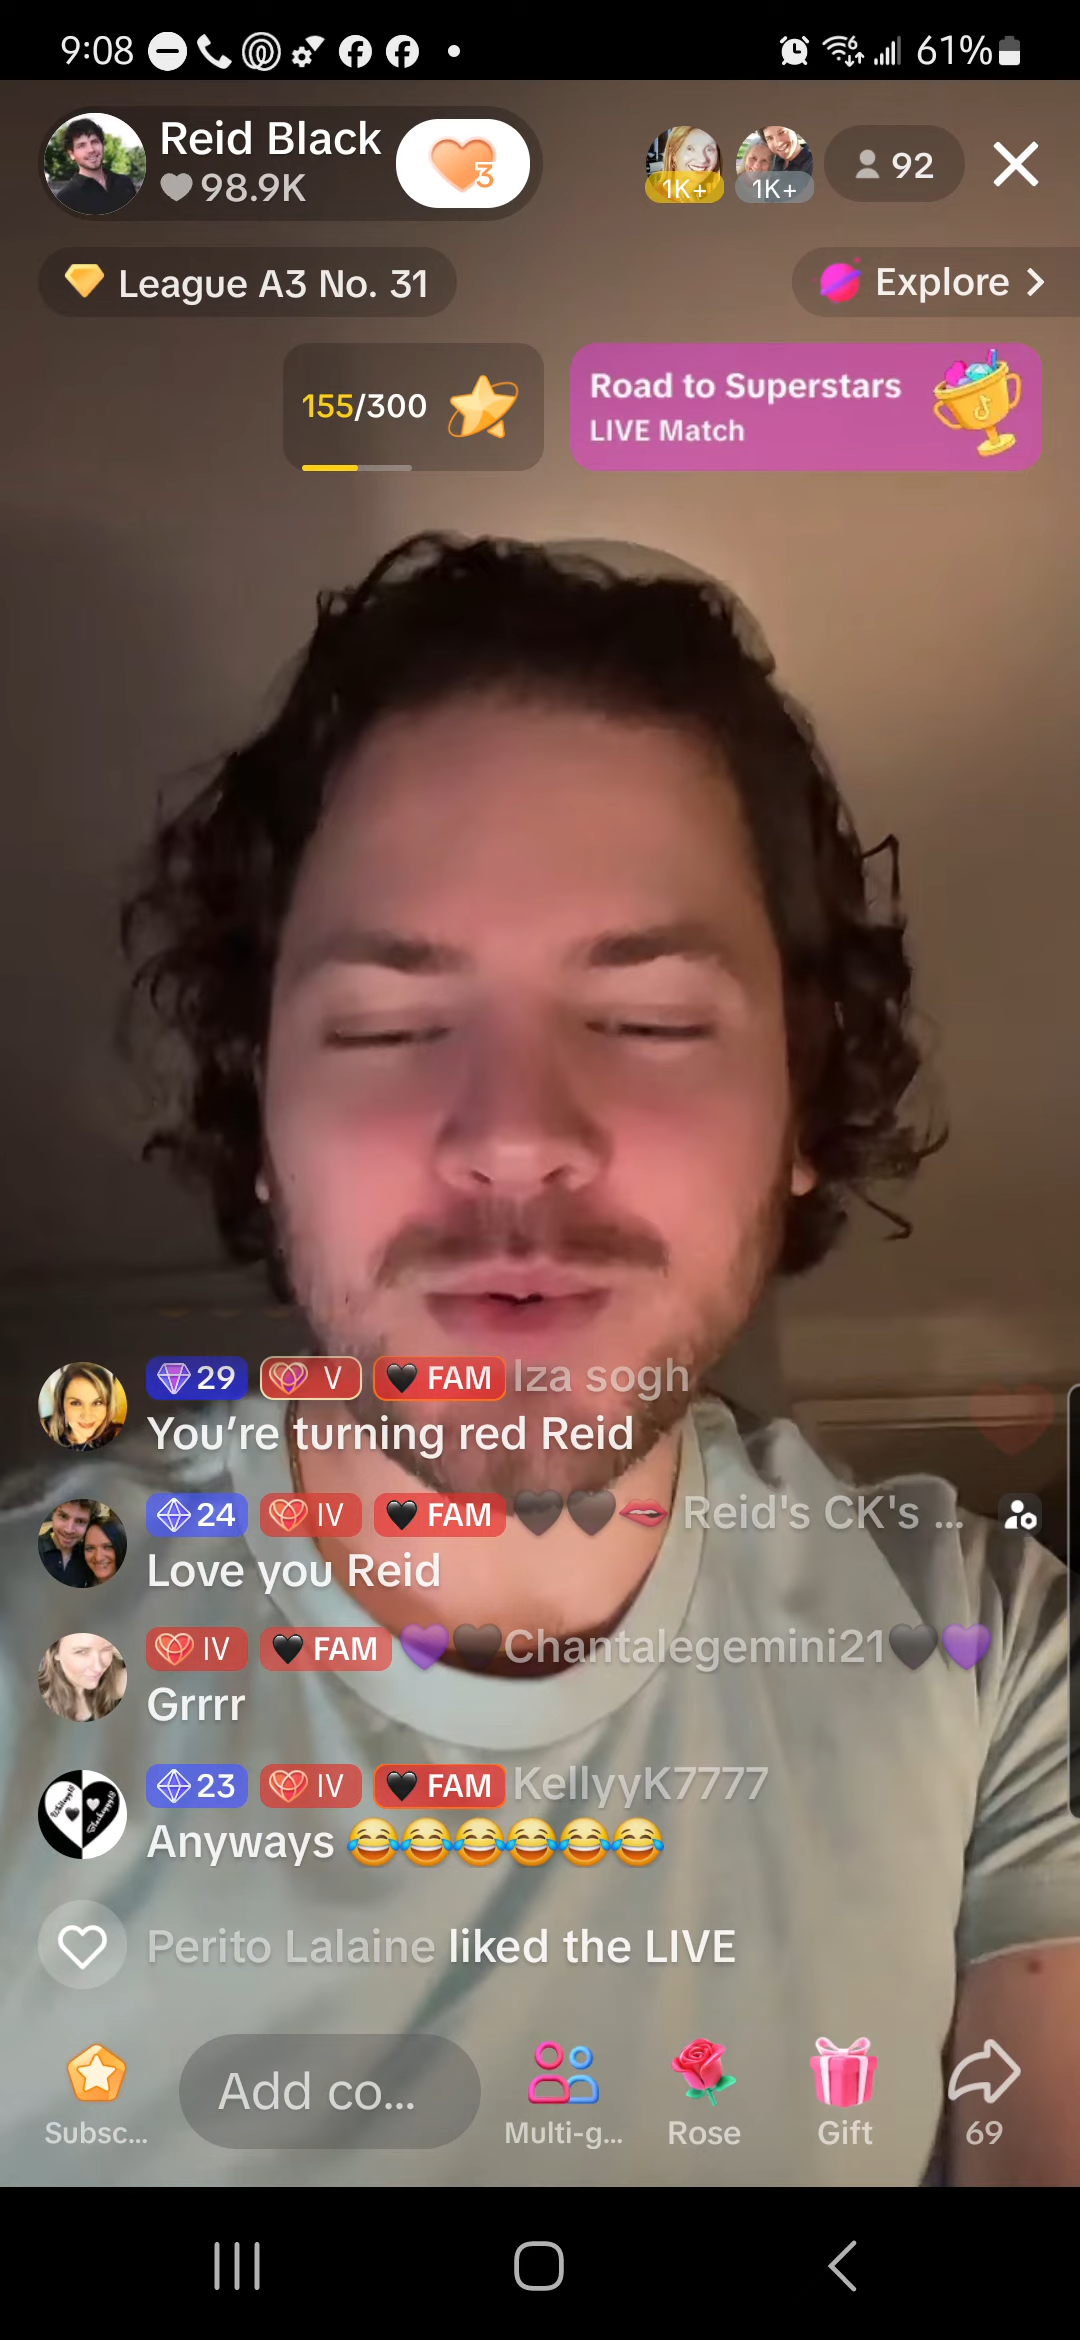 9:08
61%
Reid Black
98.9K
3
1K+
1K+
92
League A3 No. 31
Explore
155/300
Road to Superstars
LIVE Match
29 V 🖤 FAM Iza sogh
You're turning red Reid
24 IV 🖤 FAM 🖤🖤💋 Reid's CK's ...
Love you Reid
IV 🖤 FAM 💜🖤Chantalegemini21🖤💜
Grrrr
23 IV 🖤 FAM KellyyK7777
Anyways 😂😂😂😂😂😂
Perito Lalaine liked the LIVE
Add co...
Subsc...
Multi-g...
Rose
Gift
69